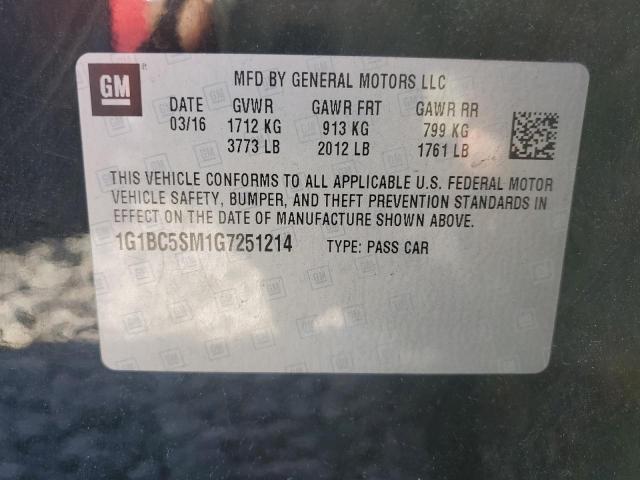 GM
MFD BY GENERAL MOTORS LLC
DATE GVWR GAWR FRT GAWR RR
03/16 1712 KG 913 KG 799 KG
3773 LB 2012 LB 1761 LB
THIS VEHICLE CONFORMS TO ALL APPLICABLE U.S. FEDERAL MOTOR
VEHICLE SAFETY, BUMPER, AND THEFT PREVENTION STANDARDS IN
EFFECT ON THE DATE OF MANUFACTURE SHOWN ABOVE.
1G1BC5SM1G7251214 TYPE: PASS CAR